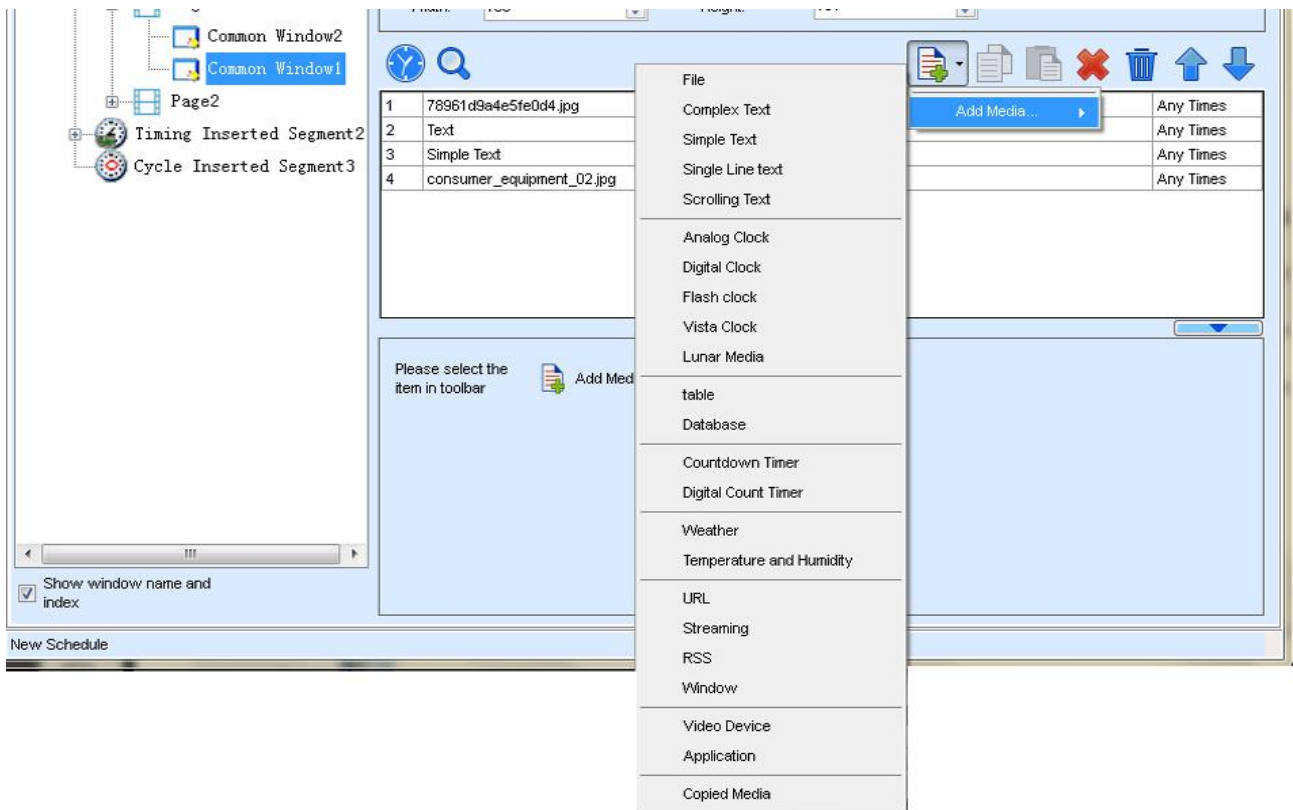 Common Window2
Common Window1
Page2
Timing Inserted Segment2
Cycle Inserted Segment3
Show window name and
index
New Schedule
1 78961d9a4e5fe0d4.jpg Any Times
2 Text Any Times
3 Simple Text Any Times
4 consumer_equipment_02.jpg Any Times
Please select the
item in toolbar
Add Med
Add Media...
File
Complex Text
Simple Text
Single Line text
Scrolling Text
Analog Clock
Digital Clock
Flash clock
Vista Clock
Lunar Media
table
Database
Countdown Timer
Digital Count Timer
Weather
Temperature and Humidity
URL
Streaming
RSS
Window
Video Device
Application
Copied Media